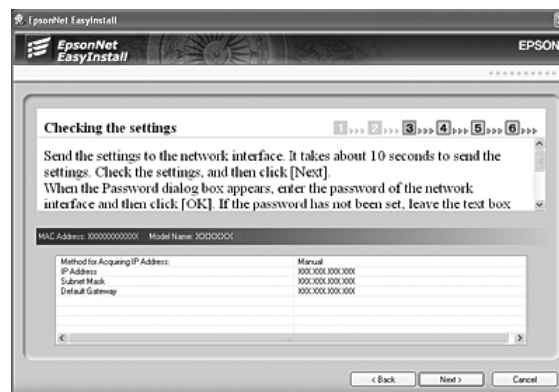 EpsonNet EasyInstall
EpsonNet
EasyInstall
EPSON
Checking the settings
1 >>> 2 >>> 3 >>> 4 >>> 5 >>> 6 >>>
Send the settings to the network interface. It takes about 10 seconds to send the
settings. Check the settings, and then click [Next].
When the Password dialog box appears, enter the password of the network
interface and then click [OK]. If the password has not been set, leave the text box
MAC Address: XXXXXXXXXXXX Model Name: XXXXXXX
Method for Acquiring IP Address: Manual
IP Address XXX.XXX.XXX.XXX
Subnet Mask XXX.XXX.XXX.XXX
Default Gateway XXX.XXX.XXX.XXX
< Back Next > Cancel